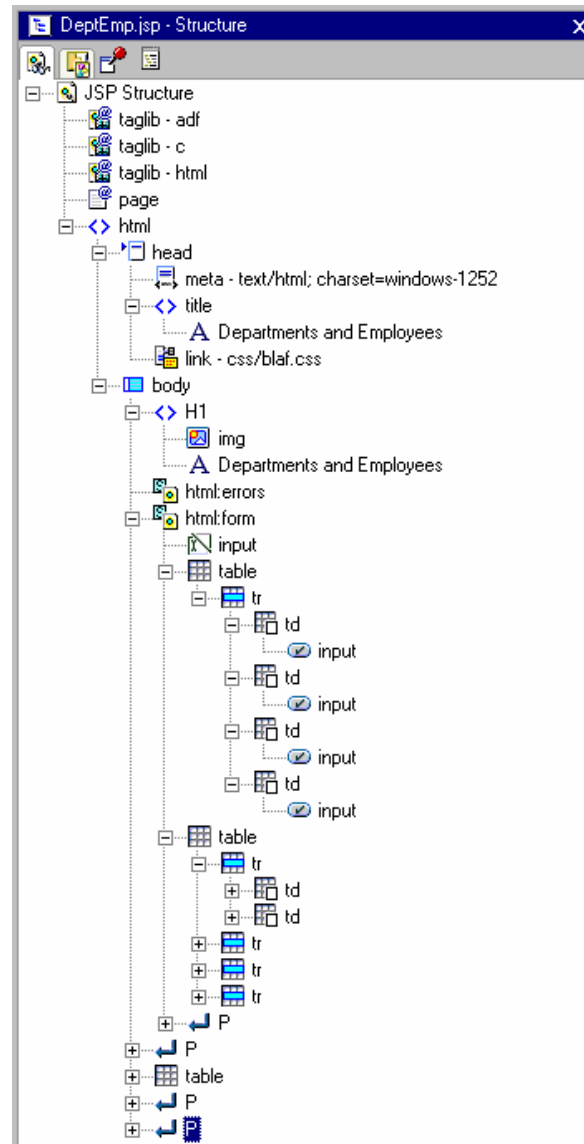 DeptEmp.jsp - Structure
JSP Structure
taglib - adf
taglib - c
taglib - html
page
html
head
meta - text/html; charset=windows-1252
title
Departments and Employees
link - css/blaf.css
body
H1
img
Departments and Employees
html:errors
html:form
input
table
tr
td
input
td
input
td
input
td
input
table
tr
td
td
tr
tr
tr
P
P
table
P
P